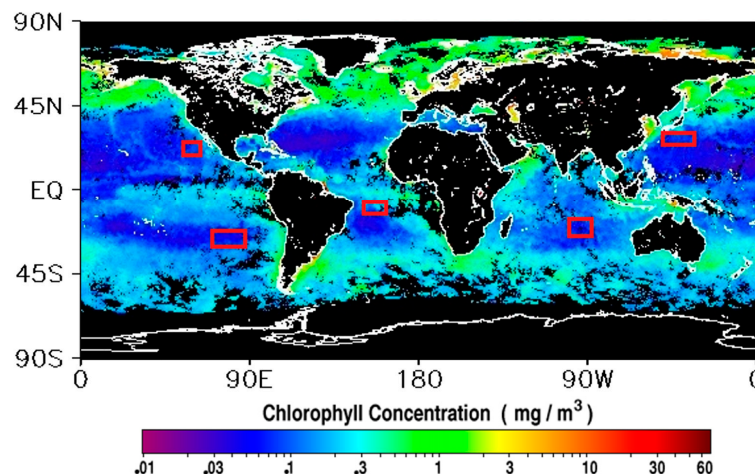 90N
45N
EQ
45S
90S
0 90E 180 90W 0
Chlorophyll Concentration ( mg / m³ )
.01 .03 .1 .3 1 3 10 30 60